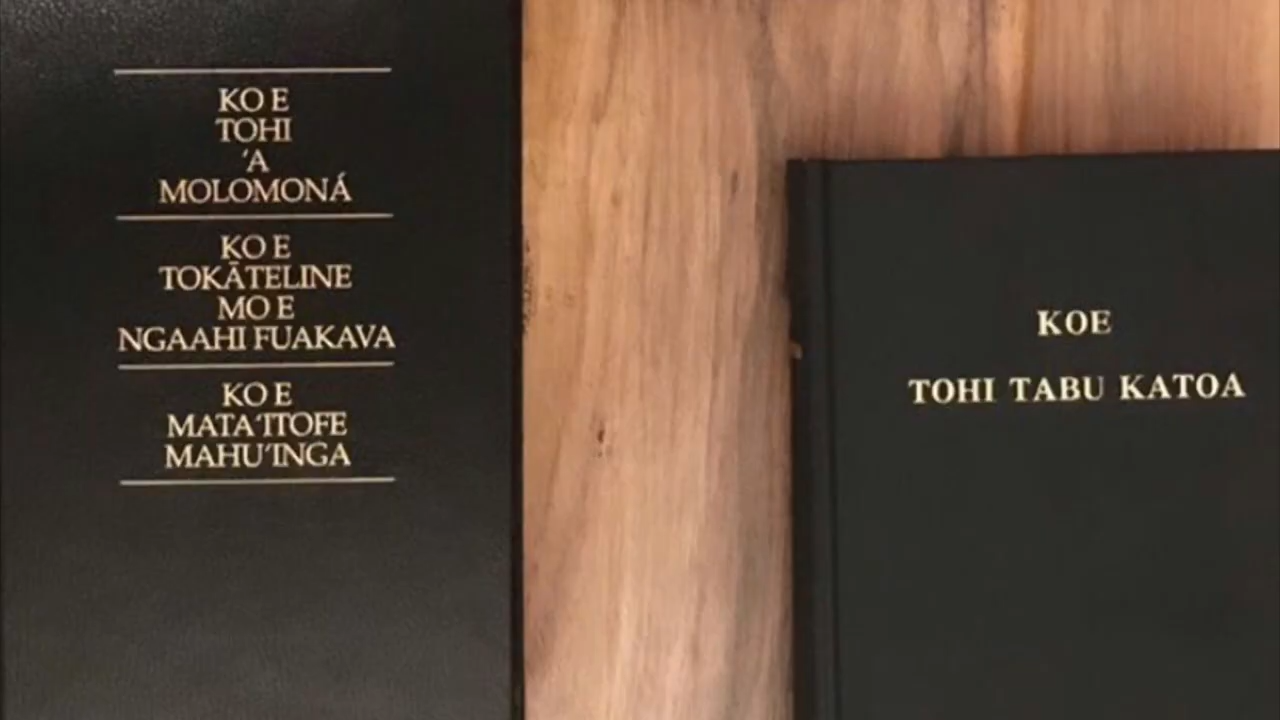 KO E
TOHI
ʻA
MOLOMONÁ
KO E
TOKĀTELINE
MO E
NGAAHI FUAKAVA
KO E
MATAʻITOFE
MAHUʻINGA
KOE
TOHI TABU KATOA